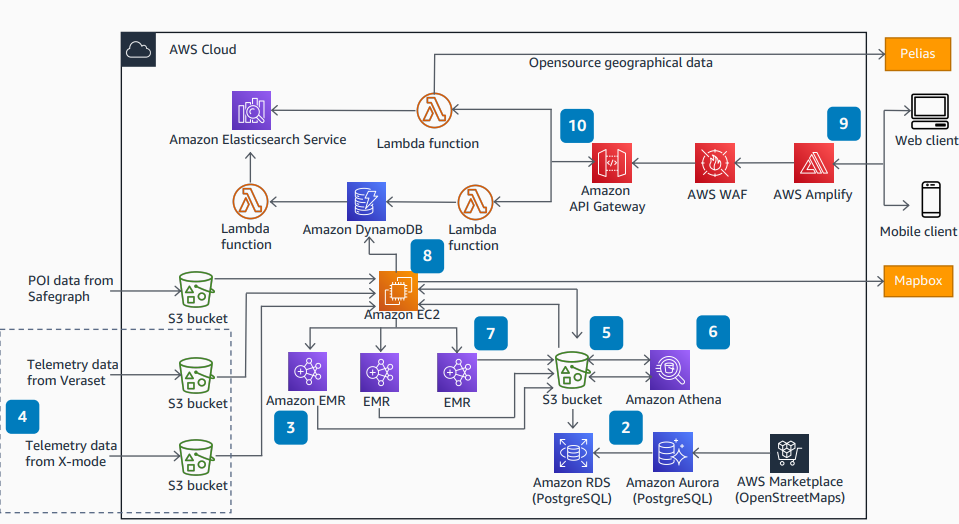 AWS Cloud
Pelias
Opensource geographical data
9
10
Web client
Amazon Elasticsearch Service
Lambda function
Amazon
API Gateway
AWS WAF
AWS Amplify
Lambda
function
Amazon DynamoDB
Lambda
function
Mobile client
8
POI data from
Safegraph
S3 bucket
Amazon EC2
Mapbox
7
5
6
Telemetry data
from Veraset
S3 bucket
Amazon EMR
EMR
EMR
S3 bucket
Amazon Athena
4
3
2
Telemetry data
from X-mode
S3 bucket
Amazon RDS
(PostgreSQL)
Amazon Aurora
(PostgreSQL)
AWS Marketplace
(OpenStreetMaps)